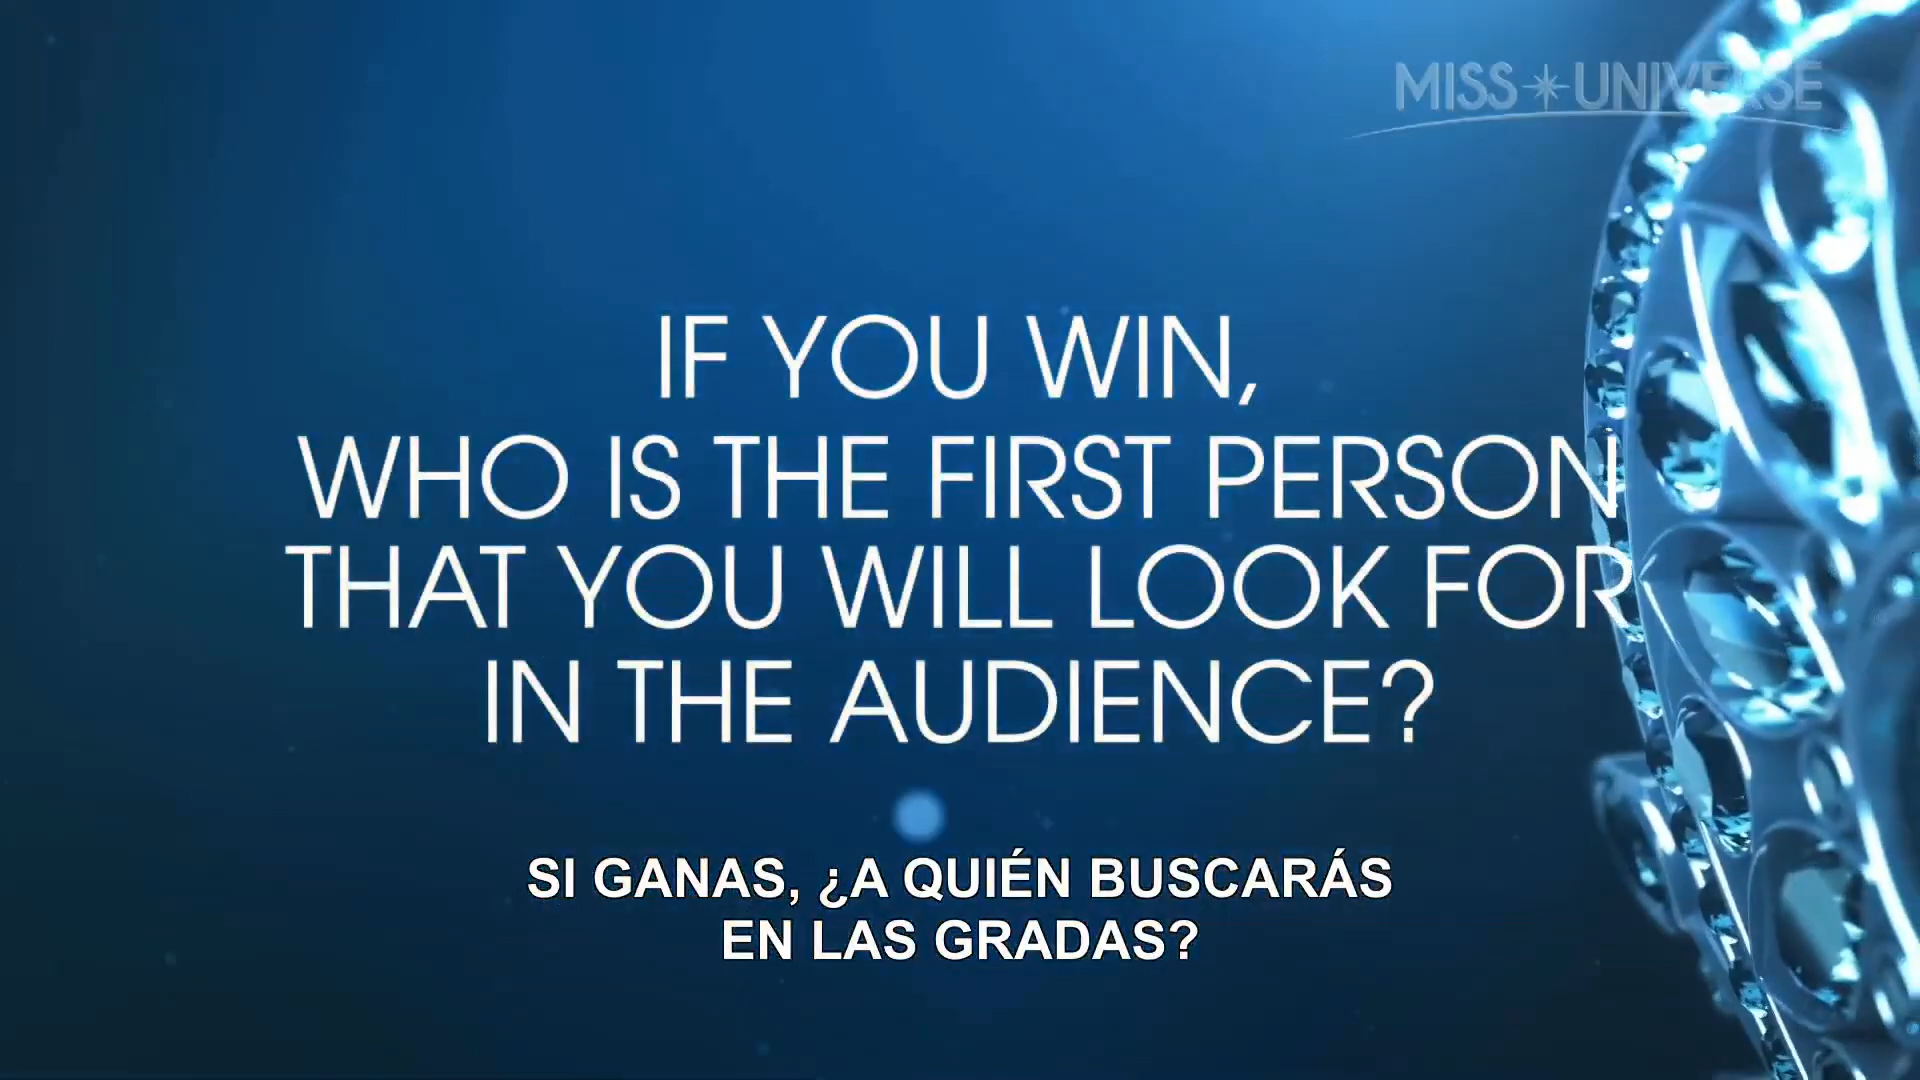 MISS UNIVERSE
IF YOU WIN,
WHO IS THE FIRST PERSON
THAT YOU WILL LOOK FOR
IN THE AUDIENCE?
SI GANAS, ¿A QUIÉN BUSCARÁS
EN LAS GRADAS?